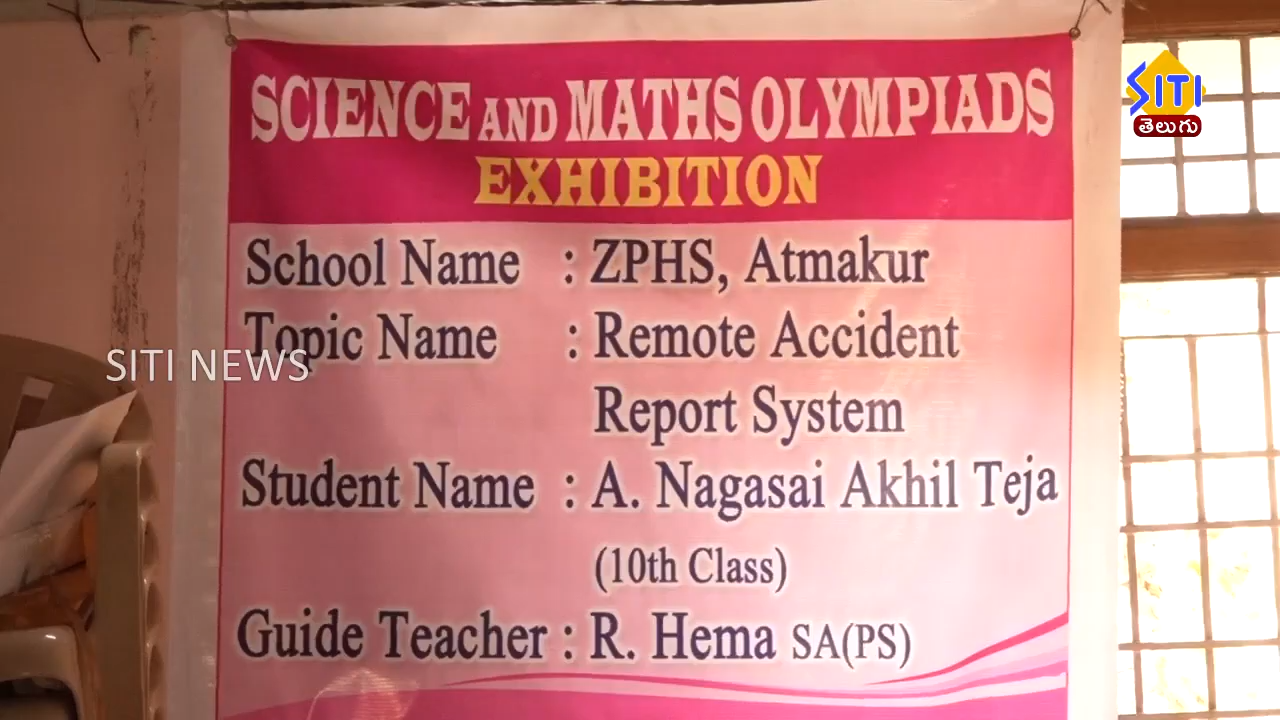 SCIENCE AND MATHS OLYMPIADS
EXHIBITION
SITI
తెలుగు
School Name : ZPHS, Atmakur
Topic Name : Remote Accident
Report System
SITI NEWS
Student Name : A. Nagasai Akhil Teja
(10th Class)
Guide Teacher : R. Hema SA(PS)